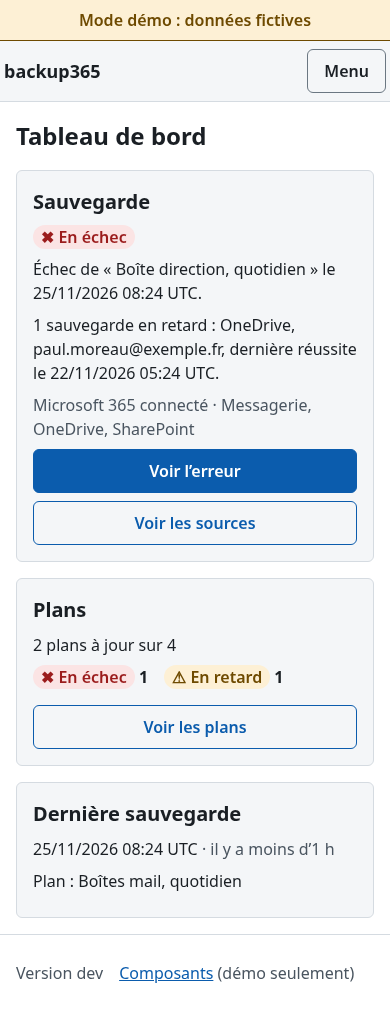 Mode démo : données fictives
backup365
Menu
Tableau de bord
Sauvegarde
✖ En échec
Échec de « Boîte direction, quotidien » le
25/11/2026 08:24 UTC.
1 sauvegarde en retard : OneDrive,
paul.moreau@exemple.fr, dernière réussite
le 22/11/2026 05:24 UTC.
Microsoft 365 connecté · Messagerie,
OneDrive, SharePoint
Voir l’erreur
Voir les sources
Plans
2 plans à jour sur 4
✖ En échec 1 ⚠ En retard 1
Voir les plans
Dernière sauvegarde
25/11/2026 08:24 UTC · il y a moins d’1 h
Plan : Boîtes mail, quotidien
Version dev Composants (démo seulement)